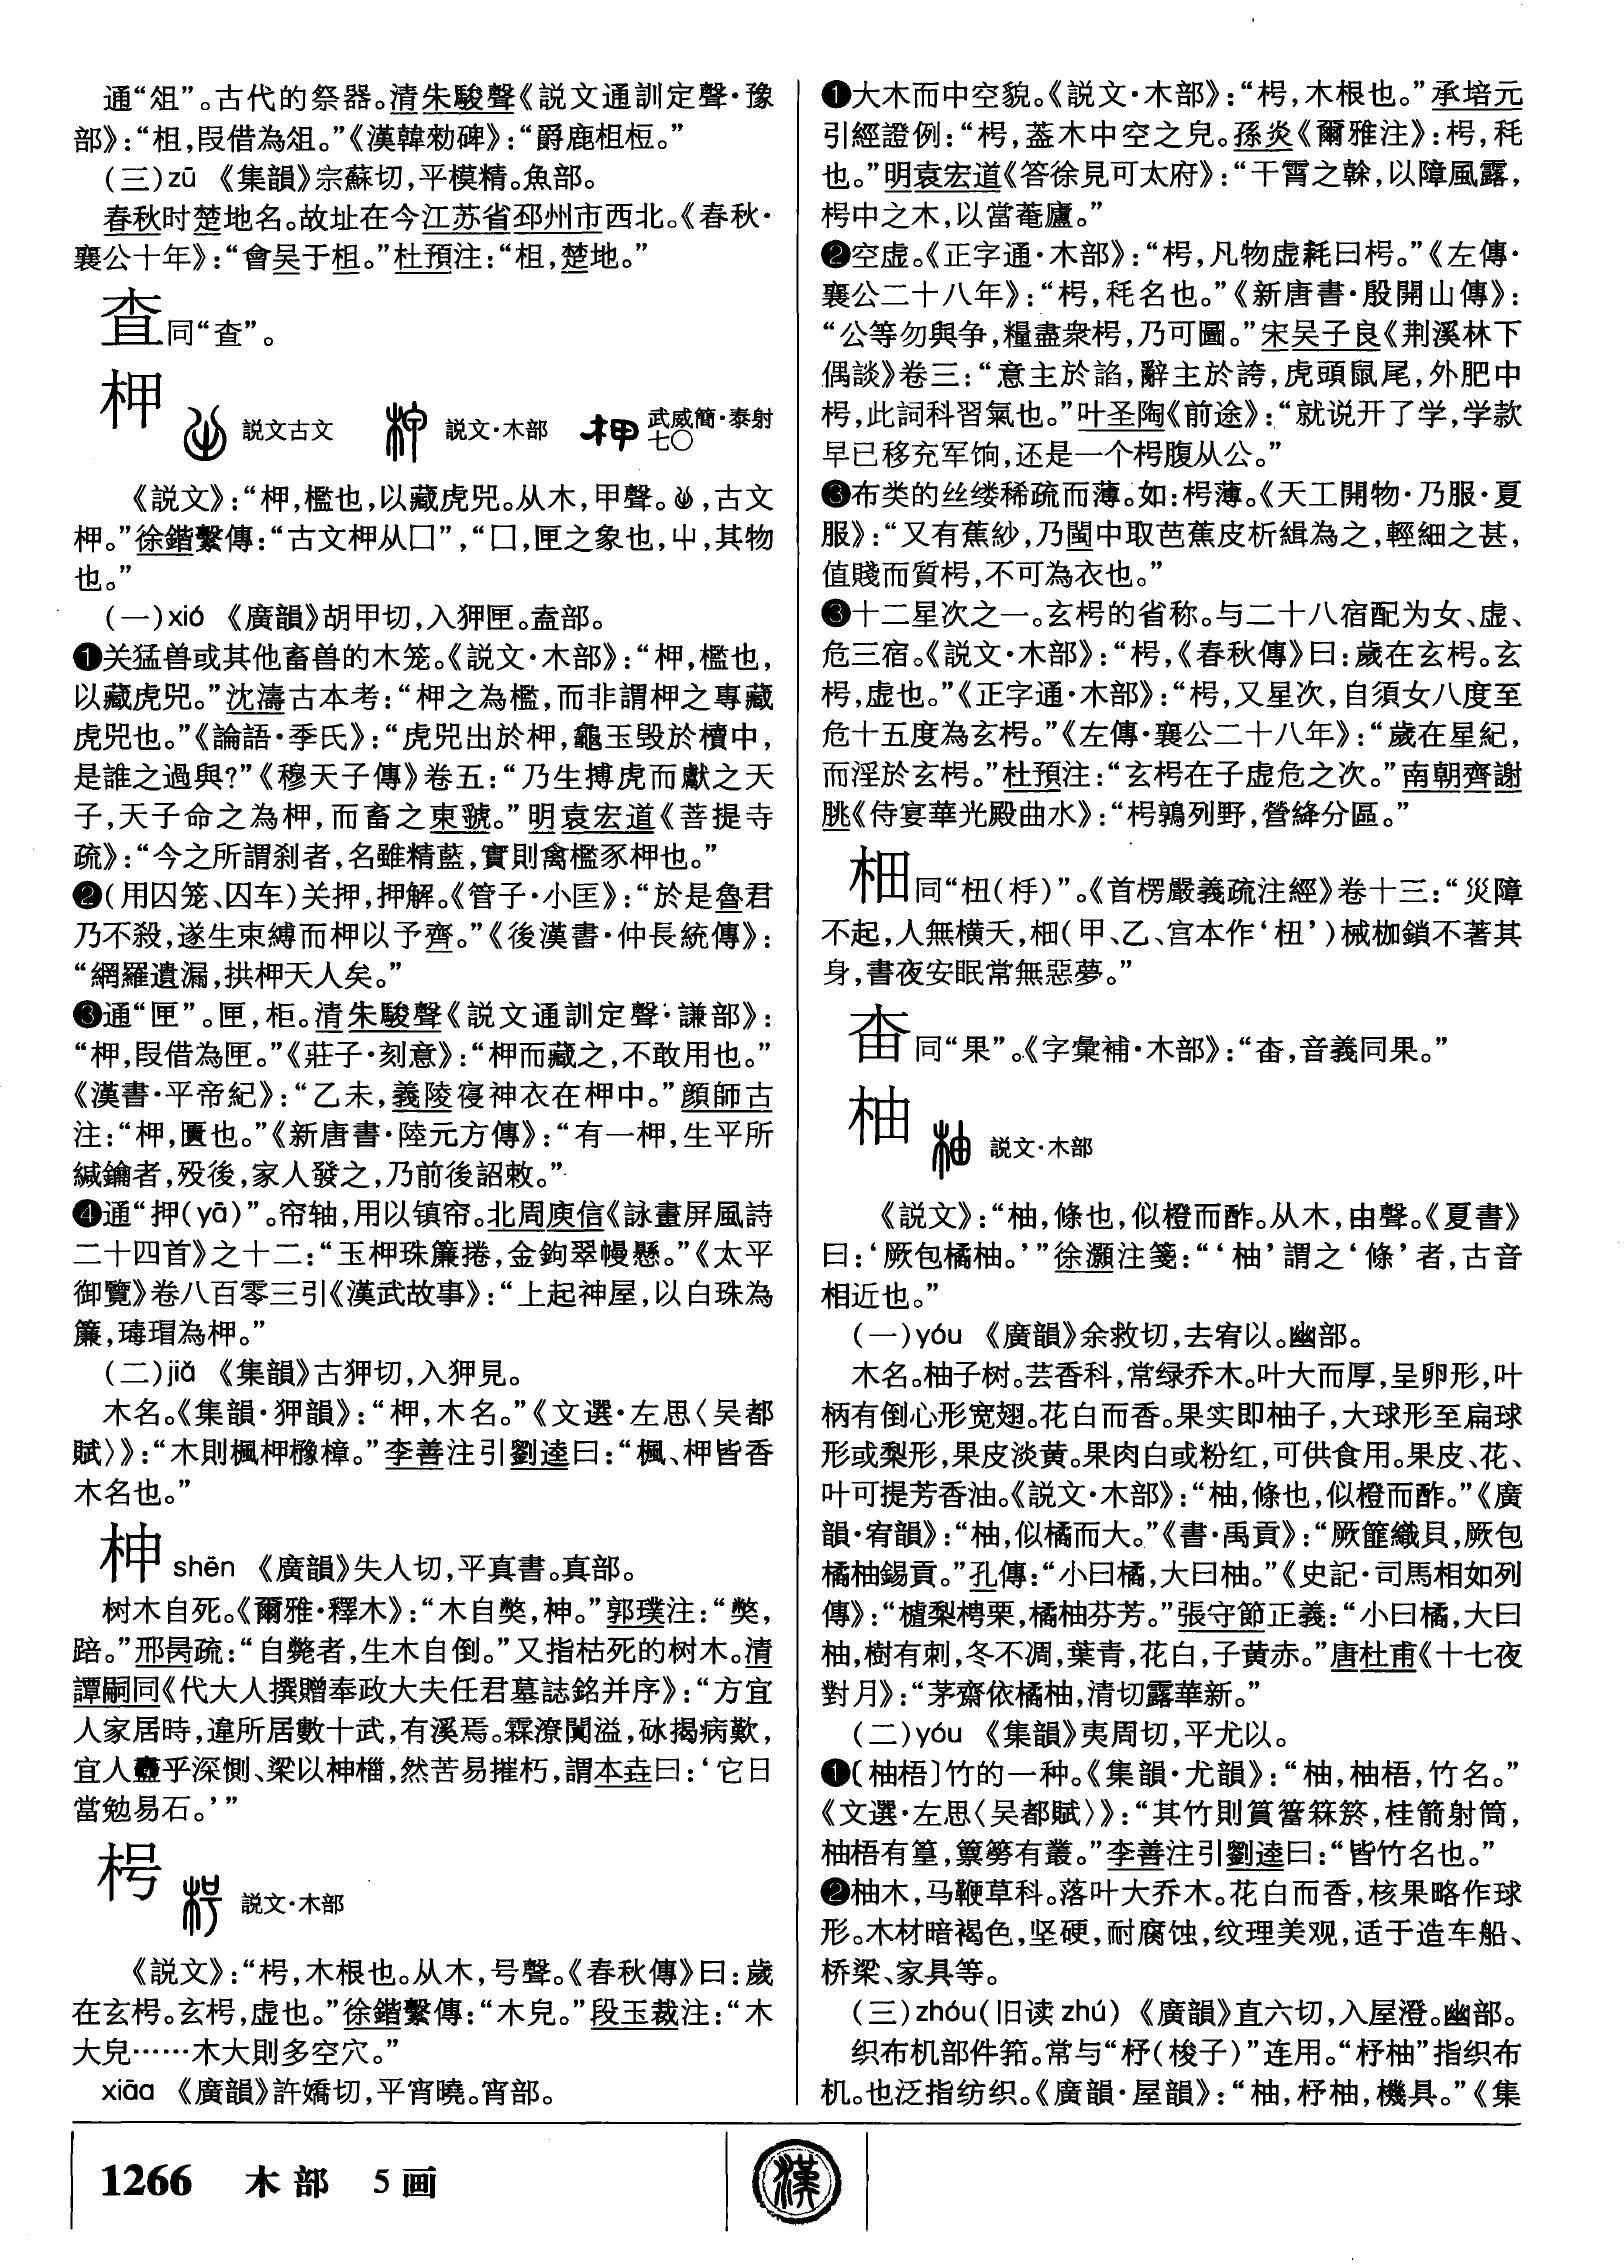 通“俎”。古代的祭器。清朱駿聲《説文通訓定聲·豫
部》：“柤，叚借為俎。”《漢韓勑碑》：“爵鹿柤梪。”
（三）zū 《集韻》宗蘇切，平模精。魚部。
春秋时楚地名。故址在今江苏省邳州市西北。《春秋·
襄公十年》：“會吴于柤。”杜預注：“柤，楚地。”
查同“查”。
柙 説文古文 説文·木部 武威簡·泰射
七〇
《説文》：“柙，檻也，以藏虎兕。从木，甲聲。，古文
柙。”徐鍇繫傳：“古文柙从囗”，“囗，匣之象也，㞢，其物
也。”
（一）xió 《廣韻》胡甲切，入狎匣。盍部。
❶关猛兽或其他畜兽的木笼。《説文·木部》：“柙，檻也，
以藏虎兕。”沈濤古本考：“柙之為檻，而非謂柙之專藏
虎兕也。”《論語·季氏》：“虎兕出於柙，龜玉毁於櫝中，
是誰之過與？”《穆天子傳》卷五：“乃生搏虎而獻之天
子，天子命之為柙，而畜之東虢。”明袁宏道《菩提寺
疏》：“今之所謂刹者，名雖精藍，實則禽檻豕柙也。”
❷（用囚笼、囚车）关押，押解。《管子·小匡》：“於是魯君
乃不殺，遂生束縛而柙以予齊。”《後漢書·仲長統傳》：
“網羅遺漏，拱柙天人矣。”
❸通“匣”。匣，柜。清朱駿聲《説文通訓定聲·謙部》：
“柙，叚借為匣。”《莊子·刻意》：“柙而藏之，不敢用也。”
《漢書·平帝紀》：“乙未，義陵寑神衣在柙中。”顔師古
注：“柙，匱也。”《新唐書·陸元方傳》：“有一柙，生平所
緘鑰者，殁後，家人發之，乃前後詔敕。”
❹通“押（yā）”。帘轴，用以镇帘。北周庾信《詠畫屏風詩
二十四首》之十二：“玉柙珠簾捲，金鉤翠幔懸。”《太平
御覽》卷八百零三引《漢武故事》：“上起神屋，以白珠為
簾，瑇瑁為柙。”
（二）jiǎ 《集韻》古狎切，入狎見。
木名。《集韻·狎韻》：“柙，木名。”《文選·左思〈吴都
賦〉》：“木則楓柙櫲樟。”李善注引劉逵曰：“楓、柙皆香
木名也。”
柛 shēn 《廣韻》失人切，平真書。真部。
树木自死。《爾雅·釋木》：“木自獘，柛。”郭璞注：“獘，
踣。”邢昺疏：“自斃者，生木自倒。”又指枯死的树木。清
譚嗣同《代大人撰贈奉政大夫任君墓誌銘并序》：“方宜
人家居時，違所居數十武，有溪焉。霖潦闐溢，砅揭病歎，
宜人衋乎深惻、梁以柛椔，然苦易摧朽，謂本垚曰：‘它日
當勉易石。’”
枵 説文·木部
《説文》：“枵，木根也。从木，号聲。《春秋傳》曰：歲
在玄枵。玄枵，虚也。”徐鍇繫傳：“木皃。”段玉裁注：“木
大皃……木大則多空穴。”
xiāo 《廣韻》許嬌切，平宵曉。宵部。
❶大木而中空貌。《説文·木部》：“枵，木根也。”承培元
引經證例：“枵，葢木中空之皃。孫炎《爾雅注》：枵，秏
也。”明袁宏道《答徐見可太府》：“干霄之榦，以障風露，
枵中之木，以當菴廬。”
❷空虚。《正字通·木部》：“枵，凡物虚耗曰枵。”《左傳·
襄公二十八年》：“枵，秏名也。”《新唐書·殷開山傳》：
“公等勿與争，糧盡衆枵，乃可圖。”宋吴子良《荆溪林下
偶談》卷三：“意主於諂，辭主於誇，虎頭鼠尾，外肥中
枵，此詞科習氣也。”叶圣陶《前途》：“就说开了学，学款
早已移充军饷，还是一个枵腹从公。”
❸布类的丝缕稀疏而薄。如：枵薄。《天工開物·乃服·夏
服》：“又有蕉紗，乃閩中取芭蕉皮析緝為之，輕細之甚，
值賤而質枵，不可為衣也。”
❸十二星次之一。玄枵的省称。与二十八宿配为女、虚、
危三宿。《説文·木部》：“枵，《春秋傳》曰：歲在玄枵。玄
枵，虚也。”《正字通·木部》：“枵，又星次，自須女八度至
危十五度為玄枵。”《左傳·襄公二十八年》：“歲在星紀，
而淫於玄枵。”杜預注：“玄枵在子虚危之次。”南朝齊謝
朓《侍宴華光殿曲水》：“枵鶉列野，營絳分區。”
㭃同“杻（杽）”。《首楞嚴義疏注經》卷十三：“災障
不起，人無横夭，㭃（甲、乙、宫本作‘杻’）械枷鎖不著其
身，書夜安眠常無惡夢。”
畓同“果”。《字彙補·木部》：“畓，音義同果。”
柚 説文·木部
《説文》：“柚，條也，似橙而酢。从木，由聲。《夏書》
曰：‘厥包橘柚。’”徐灝注箋：“‘柚’謂之‘條’者，古音
相近也。”
（一）yóu 《廣韻》余救切，去宥以。幽部。
木名。柚子树。芸香科，常绿乔木。叶大而厚，呈卵形，叶
柄有倒心形宽翅。花白而香。果实即柚子，大球形至扁球
形或梨形，果皮淡黄。果肉白或粉红，可供食用。果皮、花、
叶可提芳香油。《説文·木部》：“柚，條也，似橙而酢。”《廣
韻·宥韻》：“柚，似橘而大。”《書·禹貢》：“厥篚織貝，厥包
橘柚錫貢。”孔傳：“小曰橘，大曰柚。”《史記·司馬相如列
傳》：“樝梨梬栗，橘柚芬芳。”張守節正義：“小曰橘，大曰
柚，樹有刺，冬不凋，葉青，花白，子黄赤。”唐杜甫《十七夜
對月》：“茅齋依橘柚，清切露華新。”
（二）yóu 《集韻》夷周切，平尤以。
❶〔柚梧〕竹的一种。《集韻·尤韻》：“柚，柚梧，竹名。”
《文選·左思〈吴都賦〉》：“其竹則篔簹箖箊，桂箭射筒，
柚梧有篁，篻簩有叢。”李善注引劉逵曰：“皆竹名也。”
❷柚木，马鞭草科。落叶大乔木。花白而香，核果略作球
形。木材暗褐色，坚硬，耐腐蚀，纹理美观，适于造车船、
桥梁、家具等。
（三）zhóu（旧读zhú） 《廣韻》直六切，入屋澄。幽部。
织布机部件筘。常与“杼（梭子）”连用。“杼柚”指织布
机。也泛指纺织。《廣韻·屋韻》：“柚，杼柚，機具。”《集
1266 木部 5画
漢